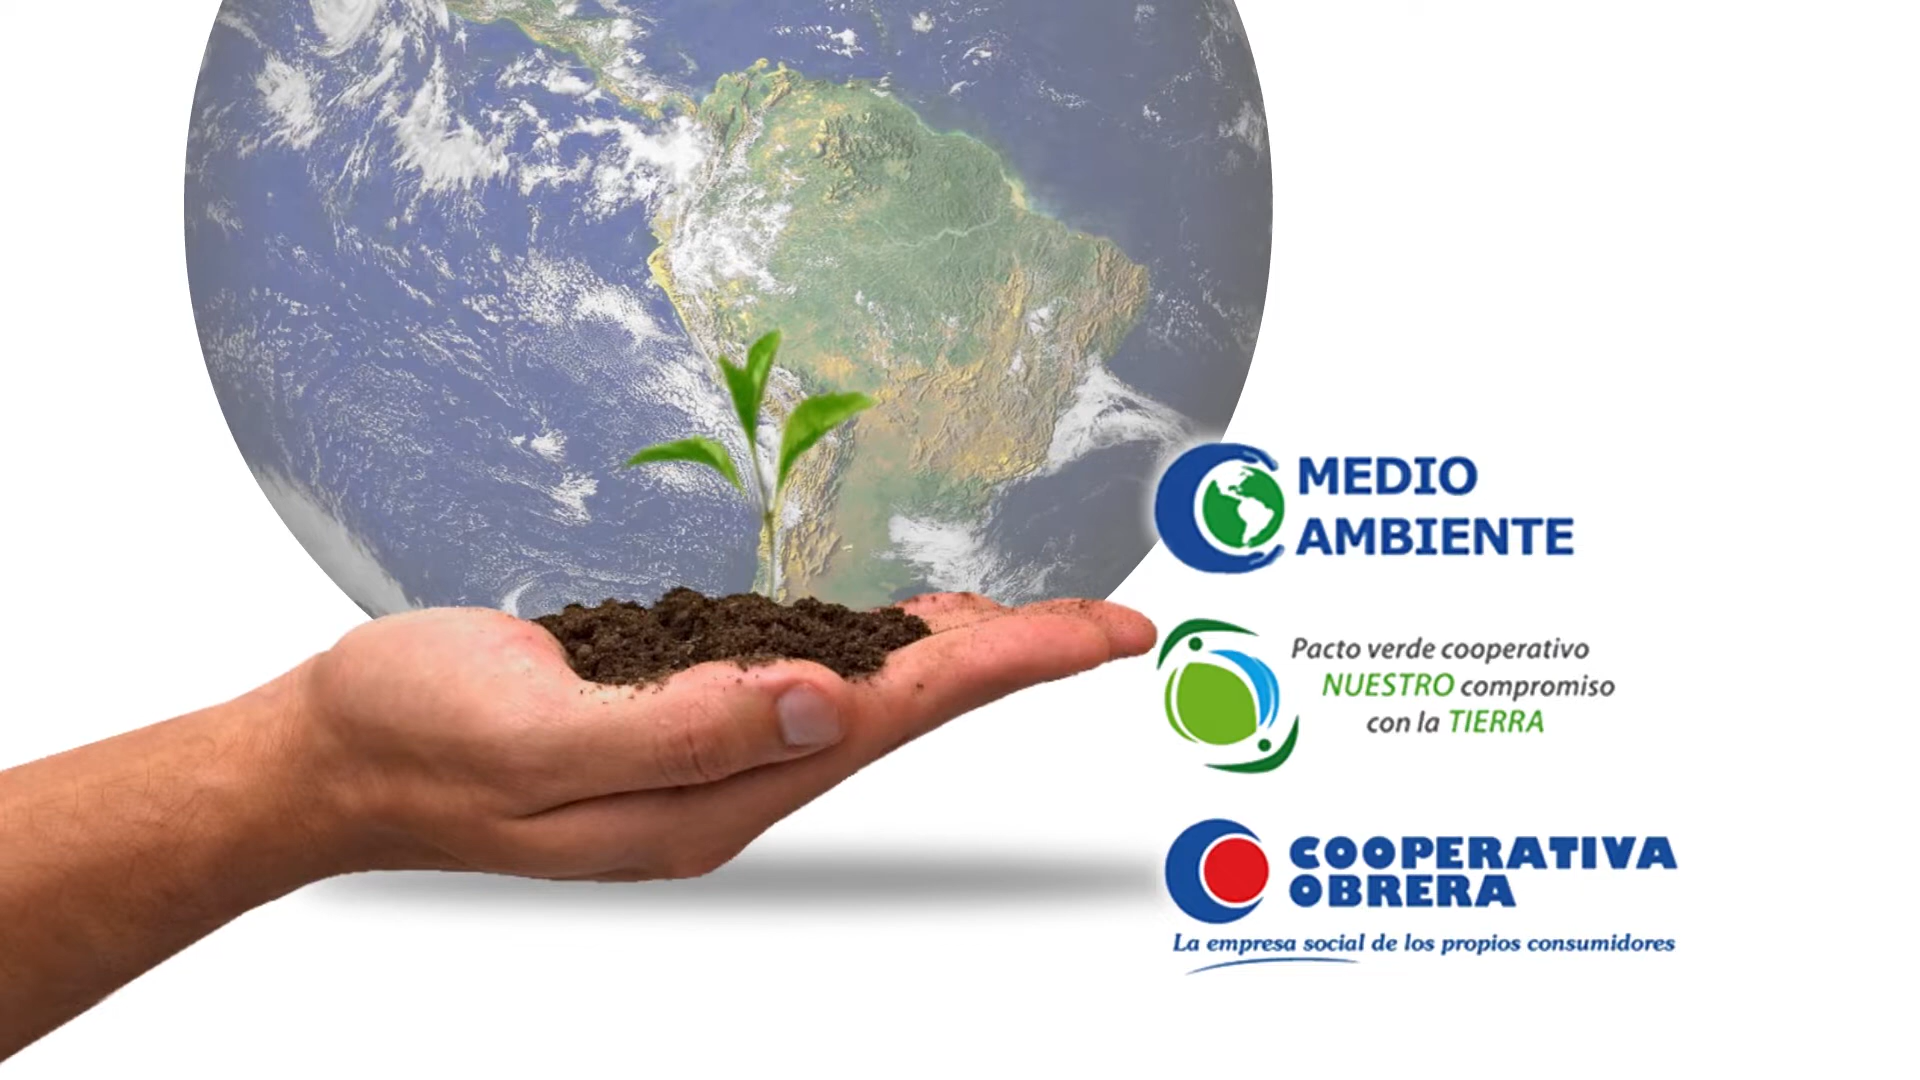 MEDIO
AMBIENTE
Pacto verde cooperativo
NUESTRO compromiso
con la TIERRA
COOPERATIVA
OBRERA
La empresa social de los propios consumidores